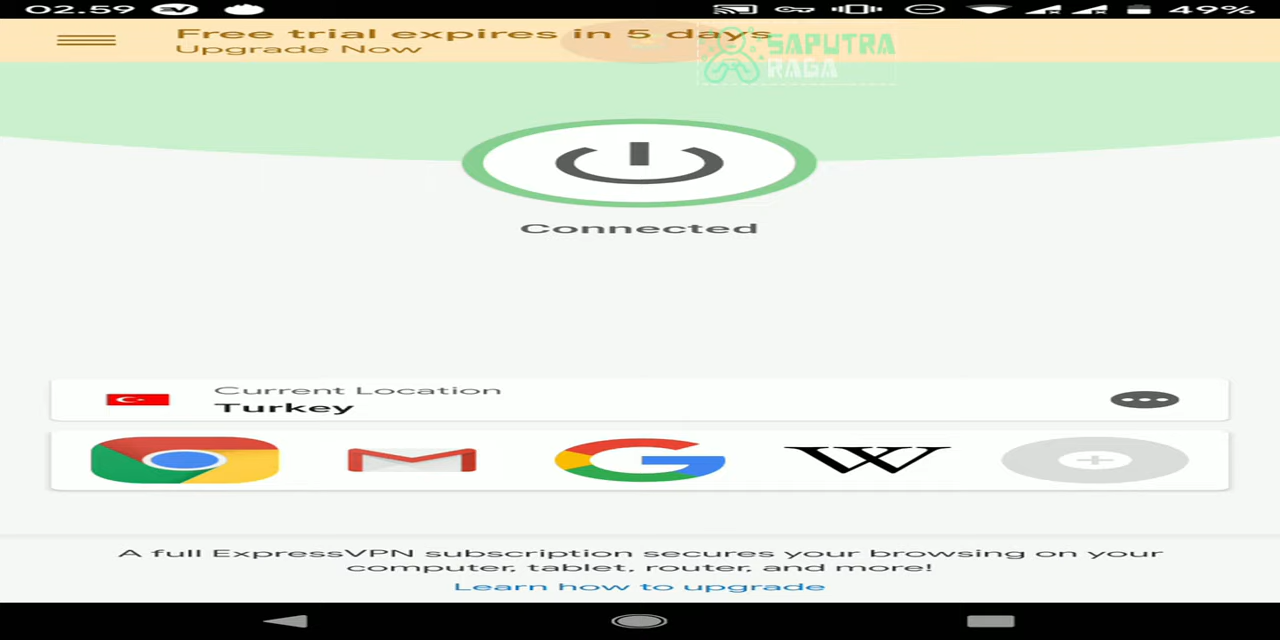 02.59
49%
Free trial expires in 5 days
Upgrade Now
SAPUTRA
RAGA
Connected
Current Location
Turkey
A full ExpressVPN subscription secures your browsing on your
computer, tablet, router, and more!
Learn how to upgrade